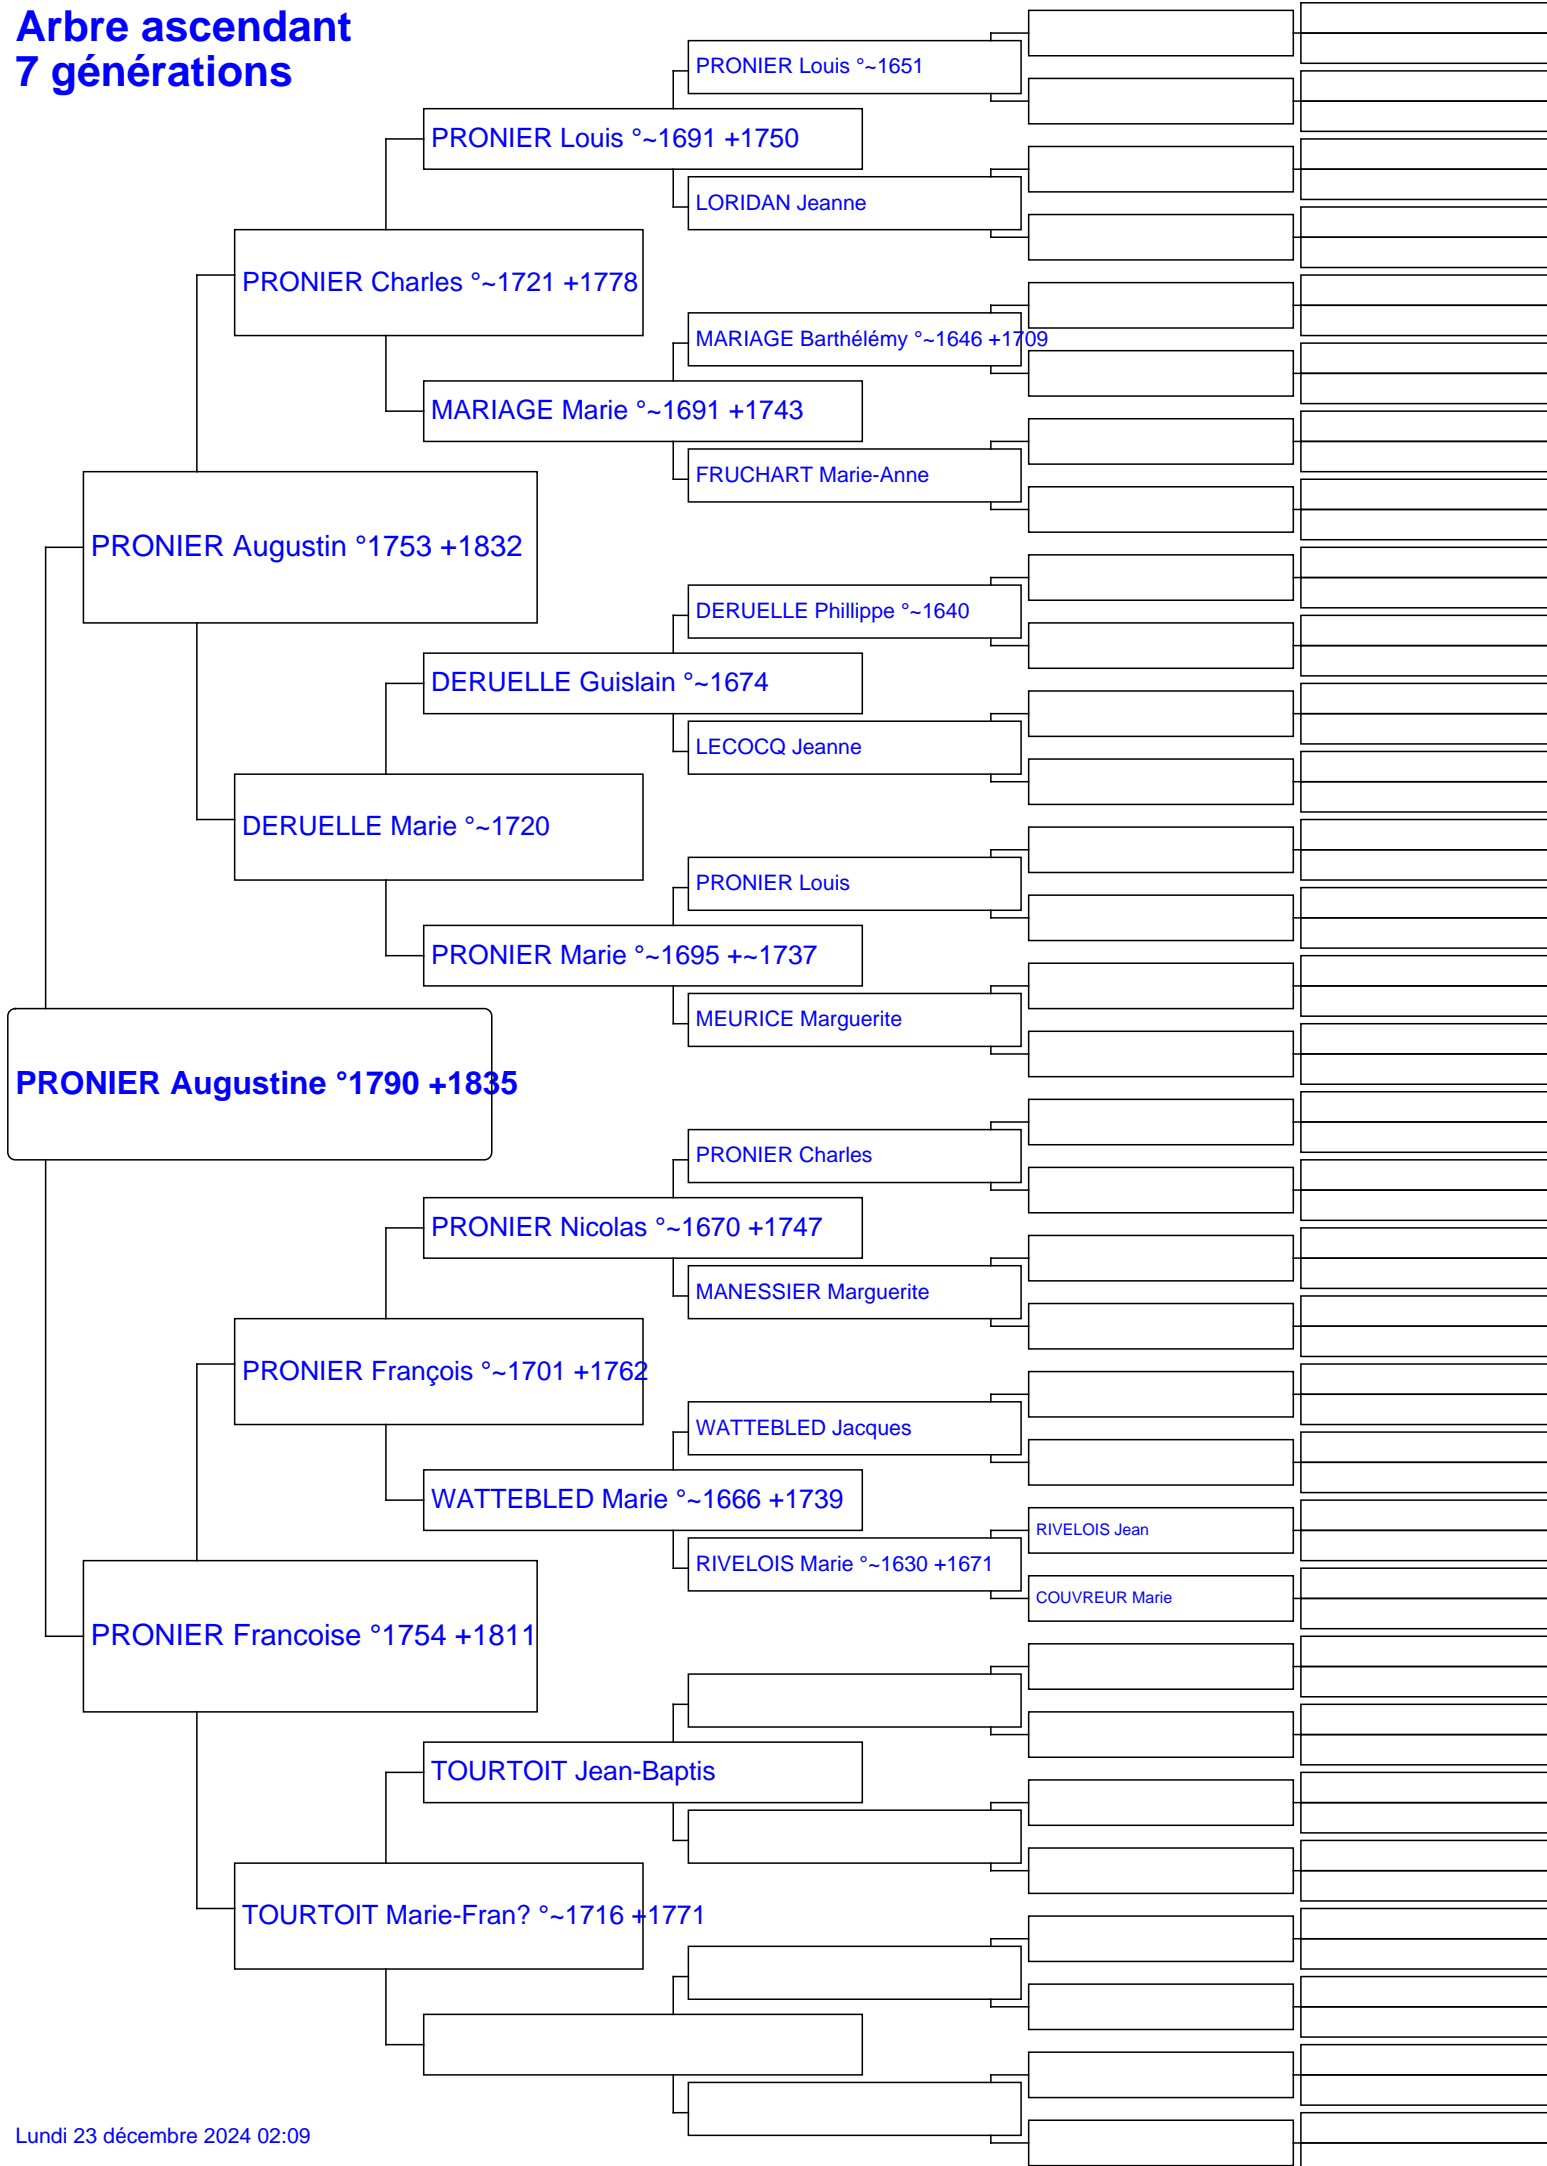 Arbre ascendant
7 générations
PRONIER Louis °~1651
PRONIER Louis °~1691 +1750
LORIDAN Jeanne
PRONIER Charles °~1721 +1778
MARIAGE Barthélémy °~1646 +1709
MARIAGE Marie °~1691 +1743
FRUCHART Marie-Anne
PRONIER Augustin °1753 +1832
DERUELLE Phillippe °~1640
DERUELLE Guislain °~1674
LECOCQ Jeanne
DERUELLE Marie °~1720
PRONIER Louis
PRONIER Marie °~1695 +~1737
MEURICE Marguerite
PRONIER Augustine °1790 +1835
PRONIER Charles
PRONIER Nicolas °~1670 +1747
MANESSIER Marguerite
PRONIER François °~1701 +1762
WATTEBLED Jacques
WATTEBLED Marie °~1666 +1739
RIVELOIS Jean
RIVELOIS Marie °~1630 +1671
COUVREUR Marie
PRONIER Francoise °1754 +1811
TOURTOIT Jean-Baptis
TOURTOIT Marie-Fran? °~1716 +1771
Lundi 23 décembre 2024 02:09